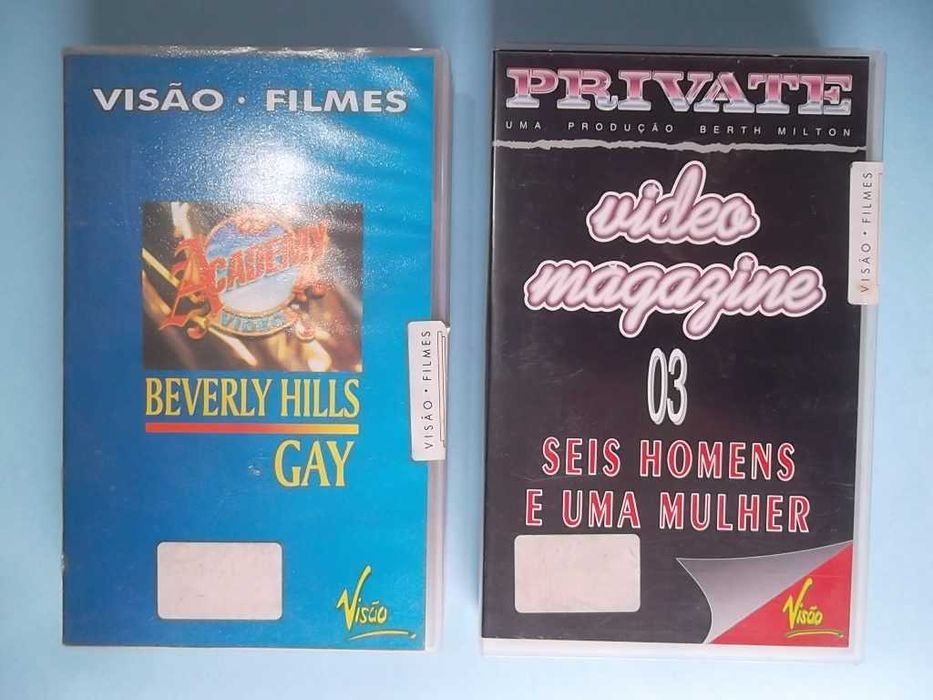 VISÃO · FILMES
ACADEMY
VIDEO
BEVERLY HILLS
GAY
VISÃO · FILMES
Visão
PRIVATE
UMA PRODUÇÃO BERTH MILTON
video
magazine
03
SEIS HOMENS
E UMA MULHER
VISÃO · FILMES
Visão